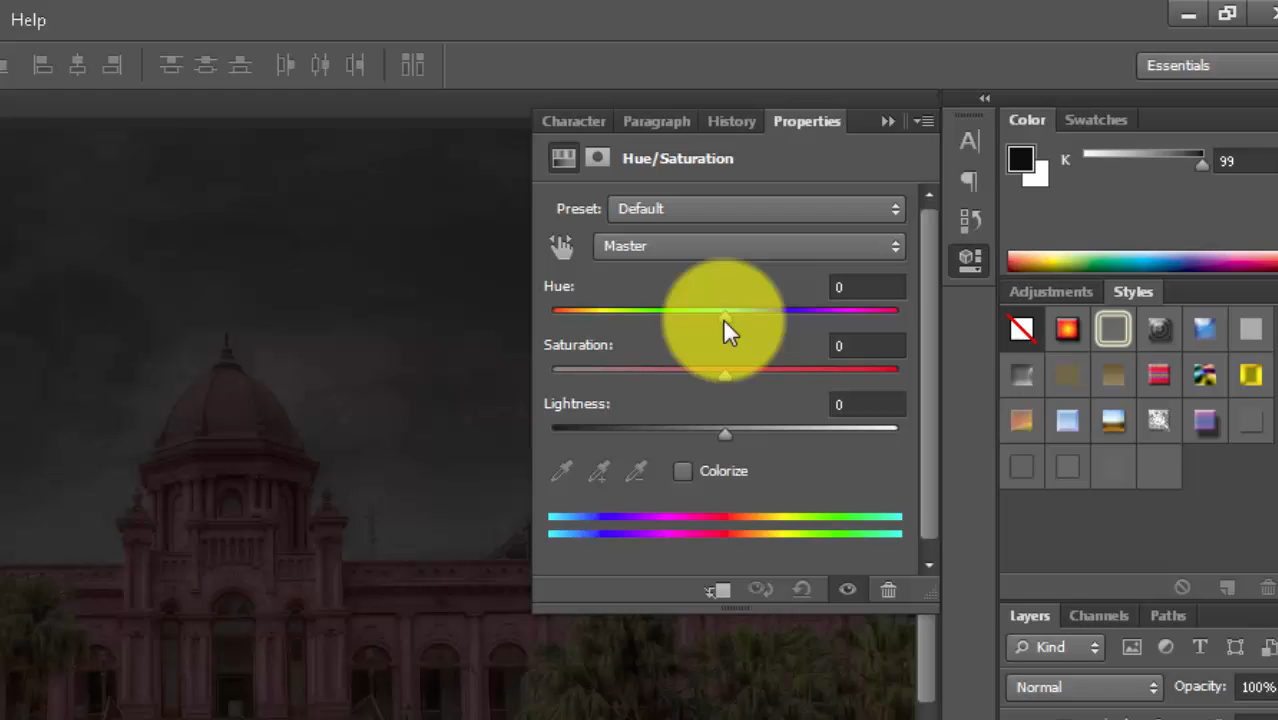 Help
Essentials
Character Paragraph History Properties
Color Swatches
Hue/Saturation
K 99
Preset: Default
Master
Hue: 0
Adjustments Styles
Saturation: 0
Lightness: 0
Colorize
Layers Channels Paths
Kind
Normal Opacity: 100%